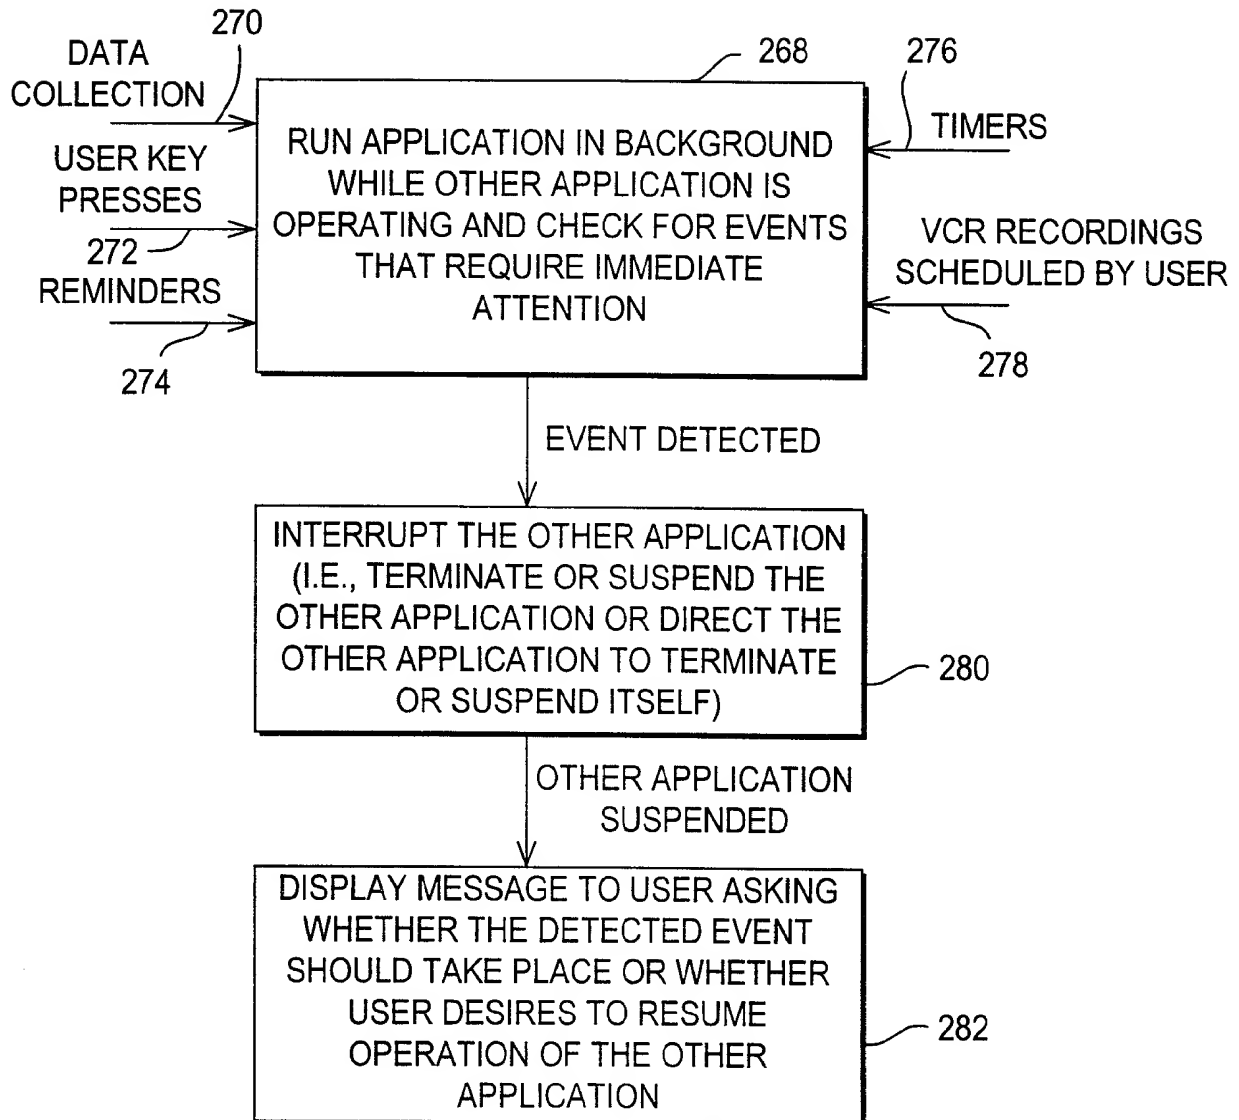 270
DATA
COLLECTION
268
276
TIMERS
RUN APPLICATION IN BACKGROUND
WHILE OTHER APPLICATION IS
OPERATING AND CHECK FOR EVENTS
THAT REQUIRE IMMEDIATE
ATTENTION
USER KEY
PRESSES
272
REMINDERS
274
VCR RECORDINGS
SCHEDULED BY USER
278
EVENT DETECTED
INTERRUPT THE OTHER APPLICATION
(I.E., TERMINATE OR SUSPEND THE
OTHER APPLICATION OR DIRECT THE
OTHER APPLICATION TO TERMINATE
OR SUSPEND ITSELF)
280
OTHER APPLICATION
SUSPENDED
DISPLAY MESSAGE TO USER ASKING
WHETHER THE DETECTED EVENT
SHOULD TAKE PLACE OR WHETHER
USER DESIRES TO RESUME
OPERATION OF THE OTHER
APPLICATION
282